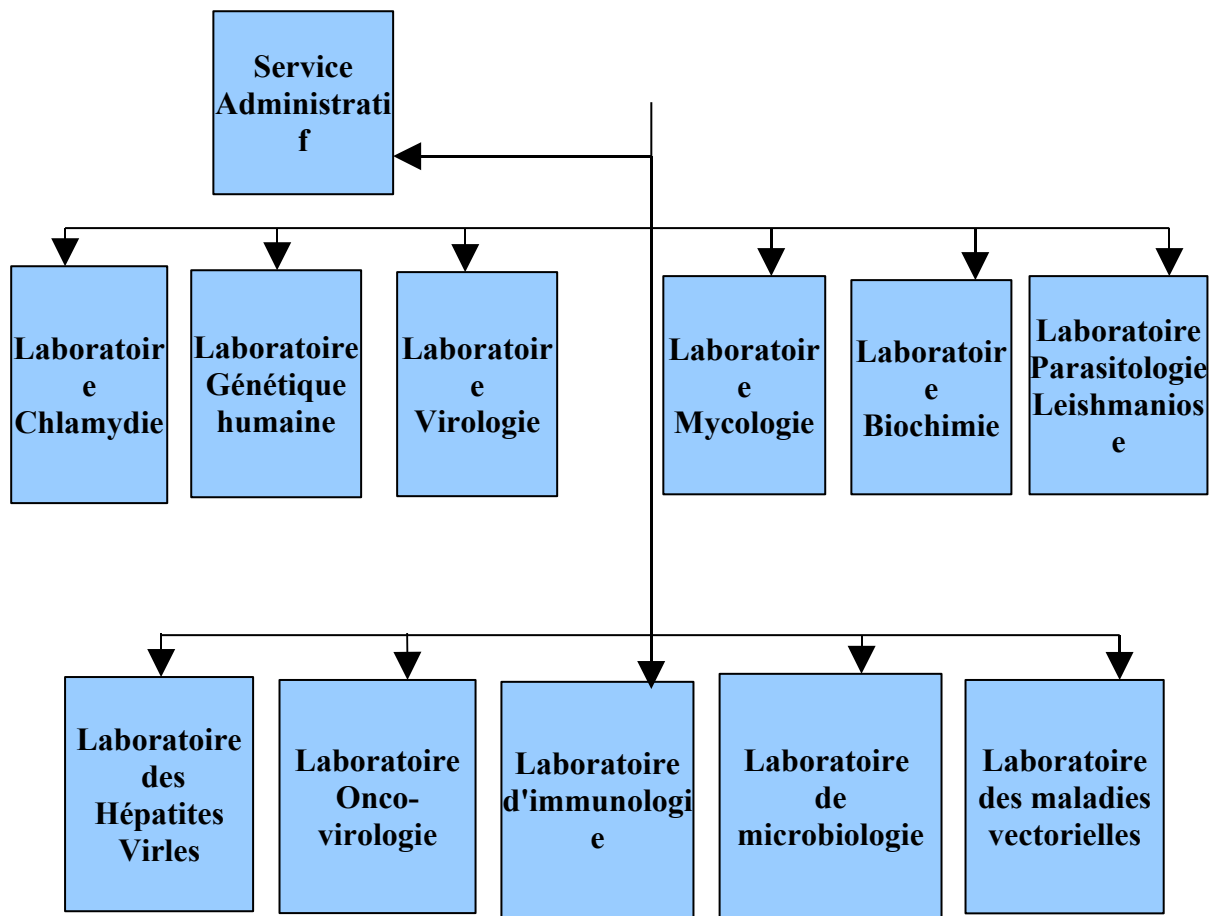 Service
Administrati
f
Laboratoir
e
Chlamydie
Laboratoire
Génétique
humaine
Laboratoir
e
Virologie
Laboratoir
e
Mycologie
Laboratoir
e
Biochimie
Laboratoire
Parasitologie
Leishmanios
e
Laboratoire
des
Hépatites
Virles
Laboratoire
Onco-
virologie
Laboratoire
d'immunologi
e
Laboratoire
de
microbiologie
Laboratoire
des maladies
vectorielles